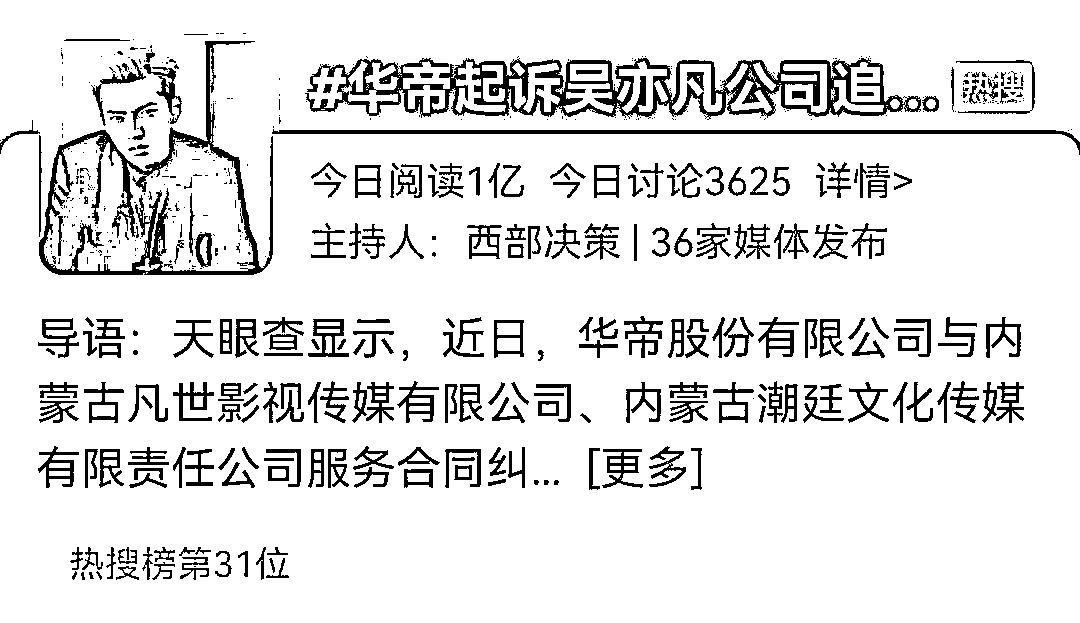 #华帝起诉吴亦凡公司追... 热搜
今日阅读1亿 今日讨论3625 详情>
主持人：西部决策 | 36家媒体发布
导语：天眼查显示，近日，华帝股份有限公司与内
蒙古凡世影视传媒有限公司、内蒙古潮廷文化传媒
有限责任公司服务合同纠... [更多]
热搜榜第31位